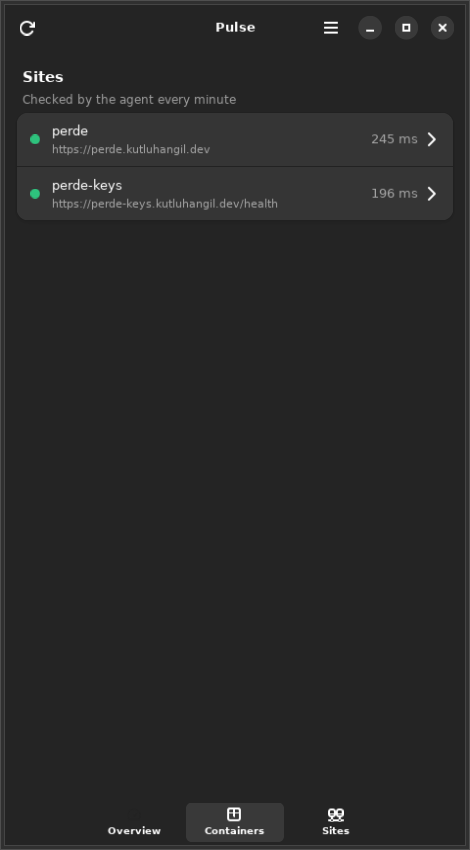 Pulse
Sites
Checked by the agent every minute
perde
https://perde.kutluhangil.dev
245 ms
perde-keys
https://perde-keys.kutluhangil.dev/health
196 ms
Overview
Containers
Sites